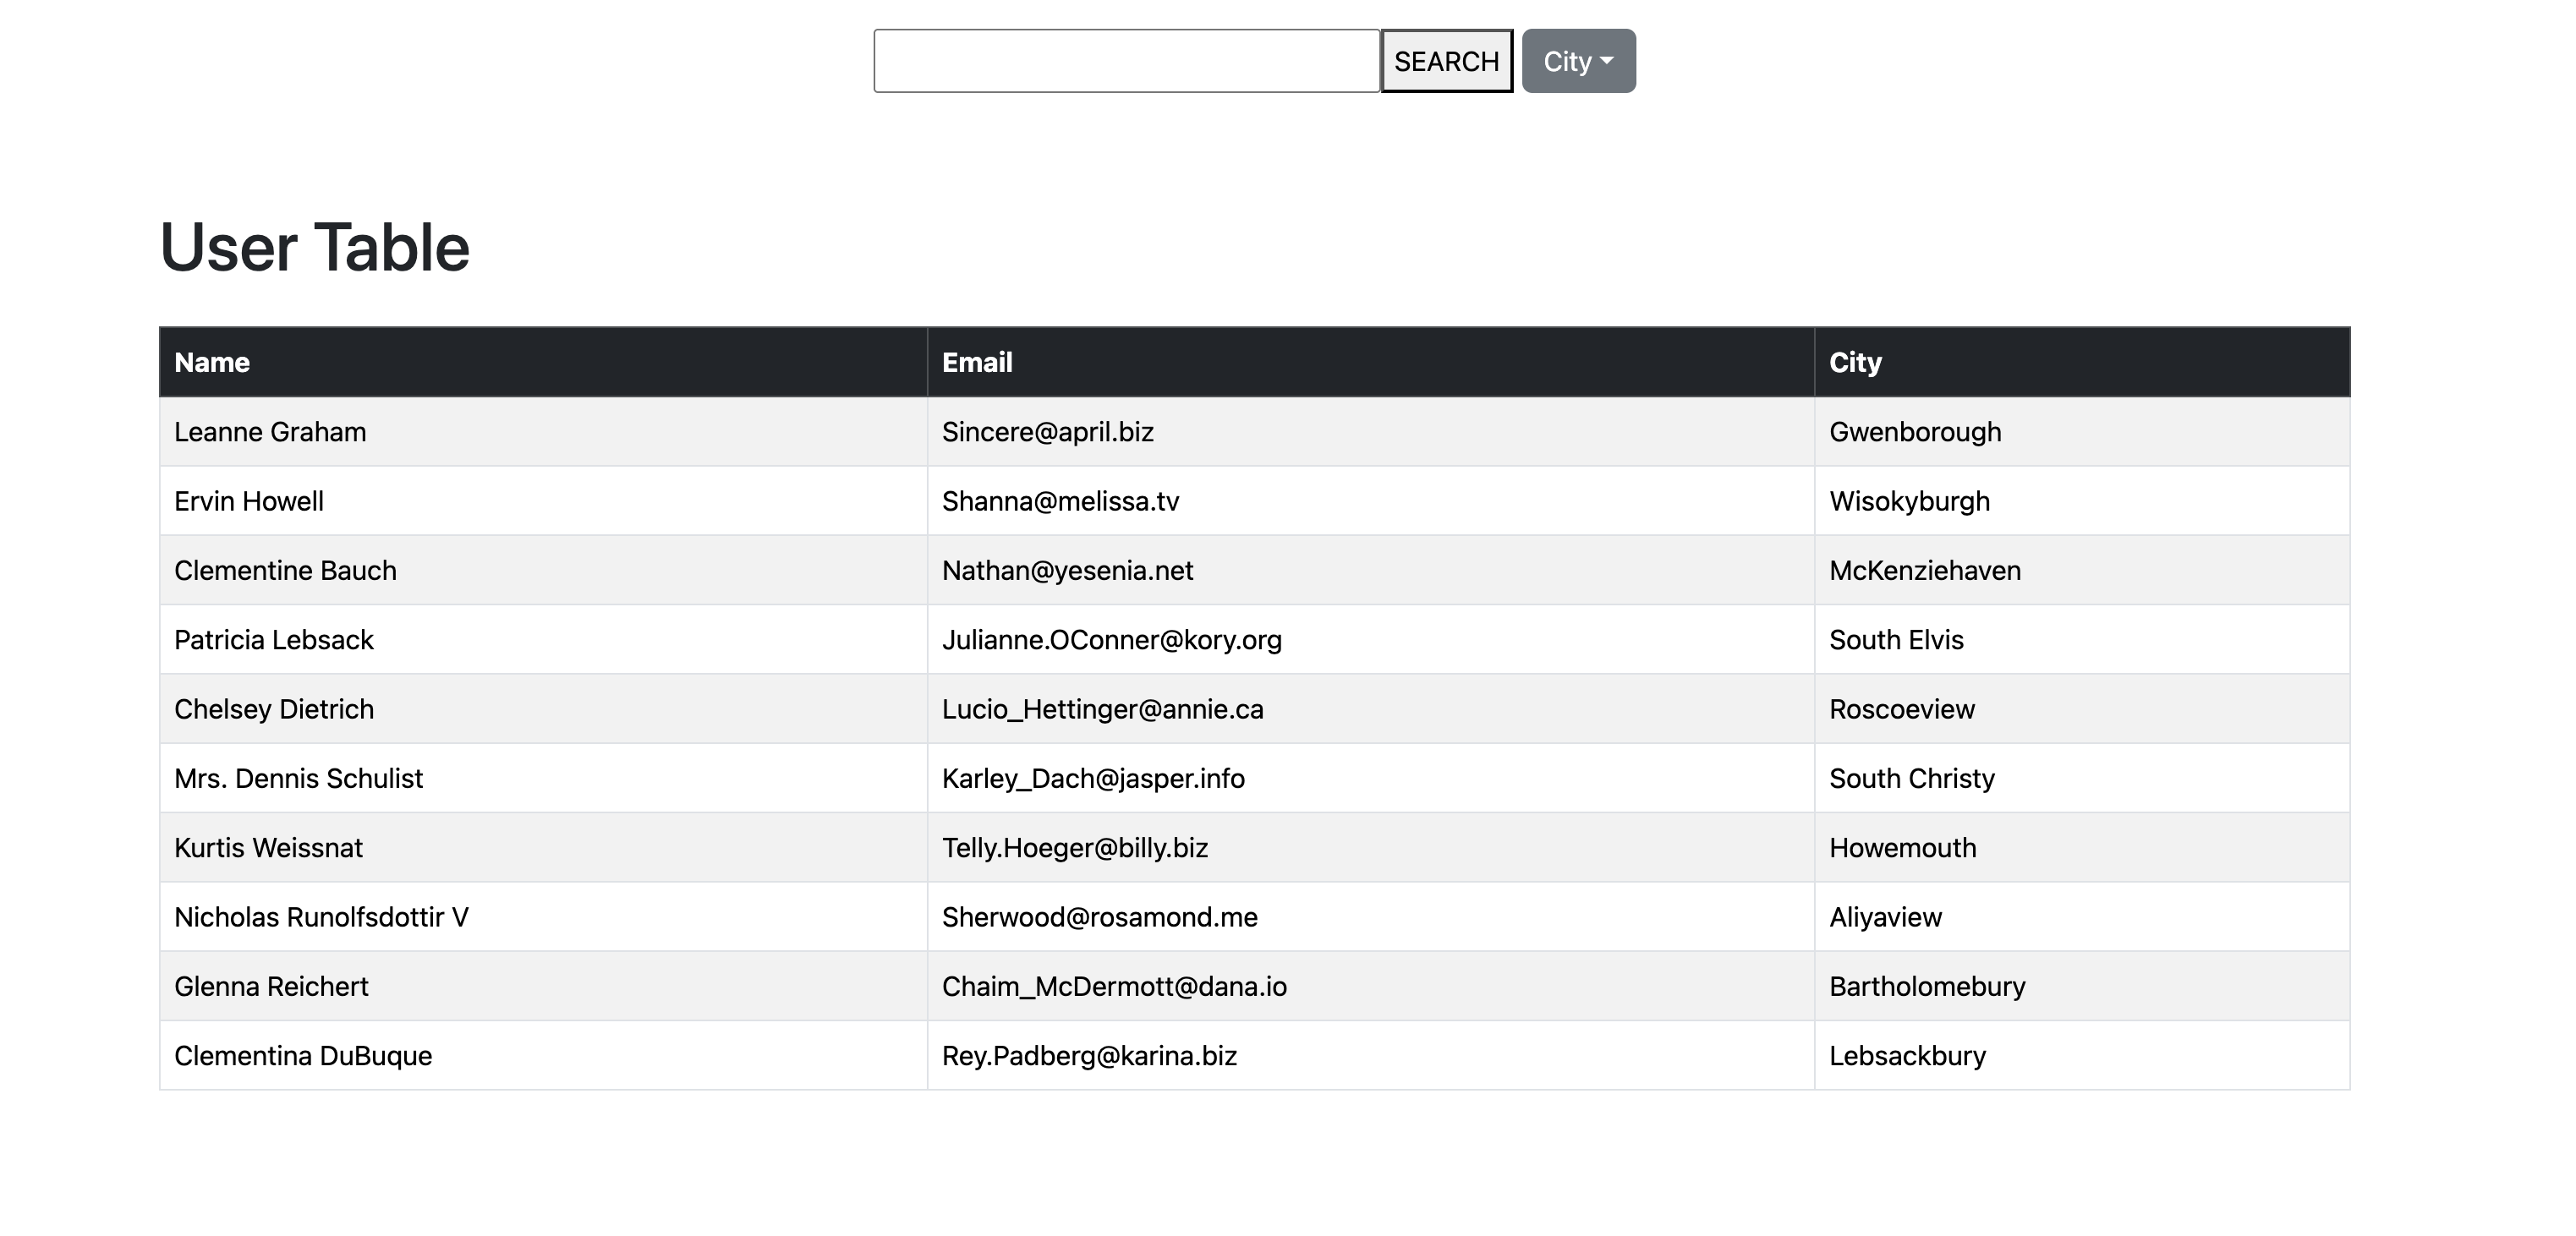 SEARCH City
User Table
Name Email City
Leanne Graham Sincere@april.biz Gwenborough
Ervin Howell Shanna@melissa.tv Wisokyburgh
Clementine Bauch Nathan@yesenia.net McKenziehaven
Patricia Lebsack Julianne.OConner@kory.org South Elvis
Chelsey Dietrich Lucio_Hettinger@annie.ca Roscoeview
Mrs. Dennis Schulist Karley_Dach@jasper.info South Christy
Kurtis Weissnat Telly.Hoeger@billy.biz Howemouth
Nicholas Runolfsdottir V Sherwood@rosamond.me Aliyaview
Glenna Reichert Chaim_McDermott@dana.io Bartholomebury
Clementina DuBuque Rey.Padberg@karina.biz Lebsackbury